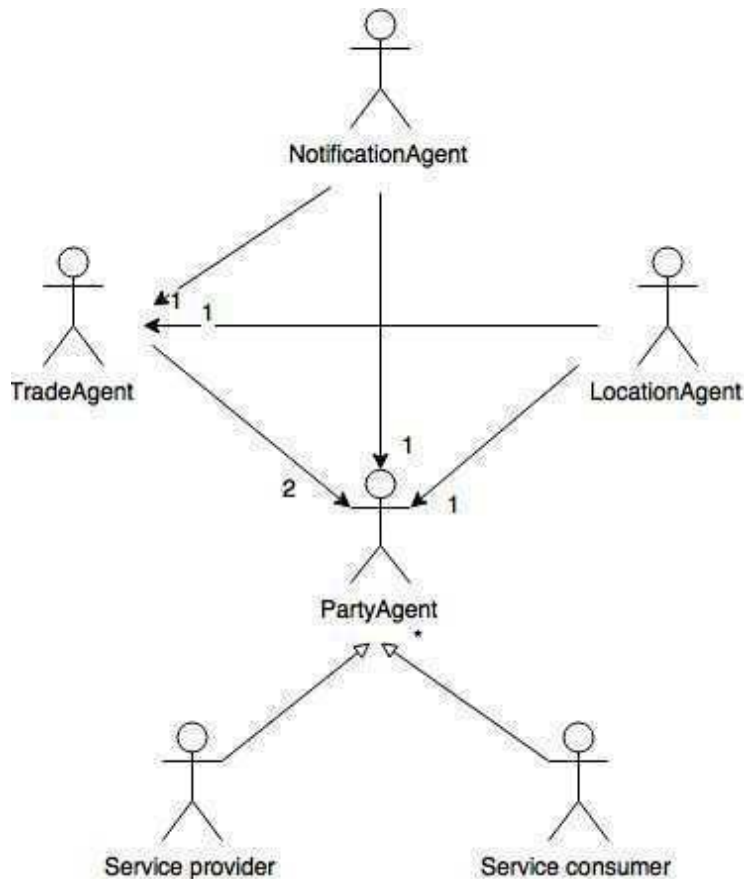 NotificationAgent
1
1
TradeAgent
LocationAgent
1
2
1
PartyAgent
*
Service provider
Service consumer